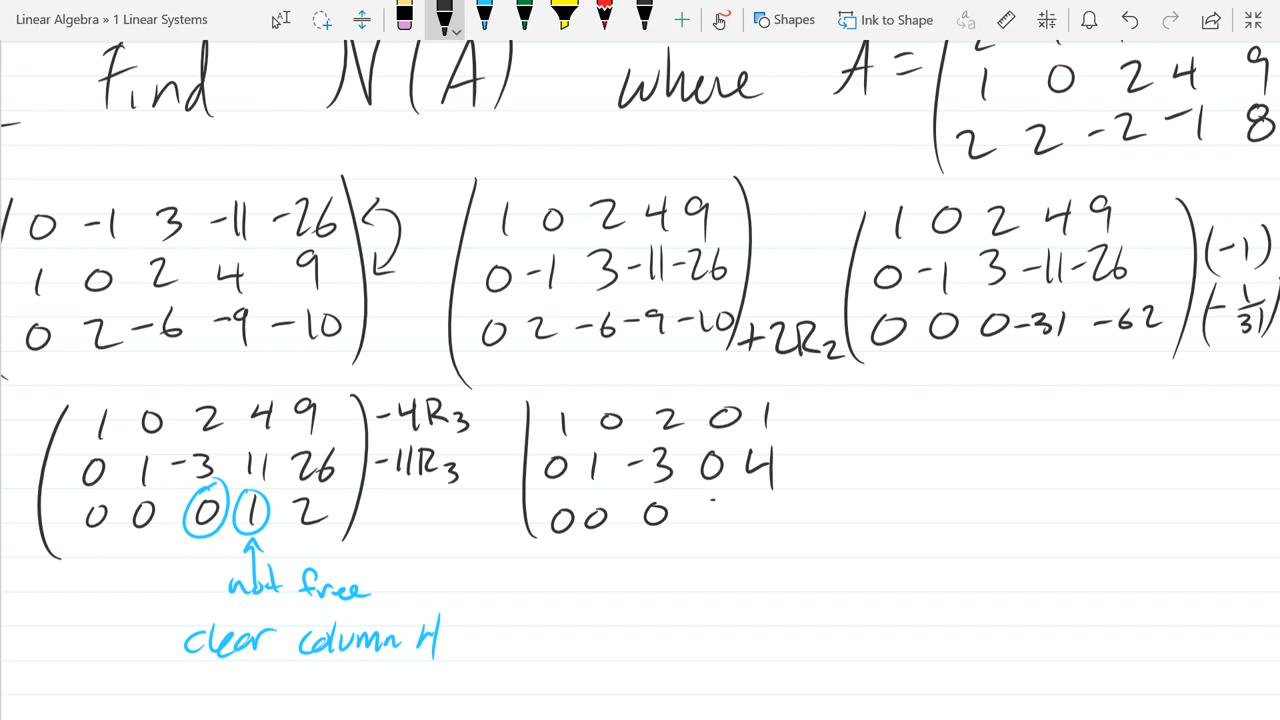 Linear Algebra » 1 Linear Systems
Shapes
Ink to Shape
Find N(A) where A =
1 0 2 4 9
2 2 -2 -1 8
1 0 -1 3 -11 -26
1 0 2 4 9
0 2 -6 -9 -10
1 0 2 4 9
0 -1 3 -11 -26
0 2 -6 -9 -10 +2R2
1 0 2 4 9
0 -1 3 -11 -26 (-1)
0 0 0 -31 -62 (-1/31)
1 0 2 4 9 -4R3
0 1 -3 11 26 -11R3
0 0 0 1 2
1 0 2 0 1
0 1 -3 0 4
0 0 0
not free
clear column 4